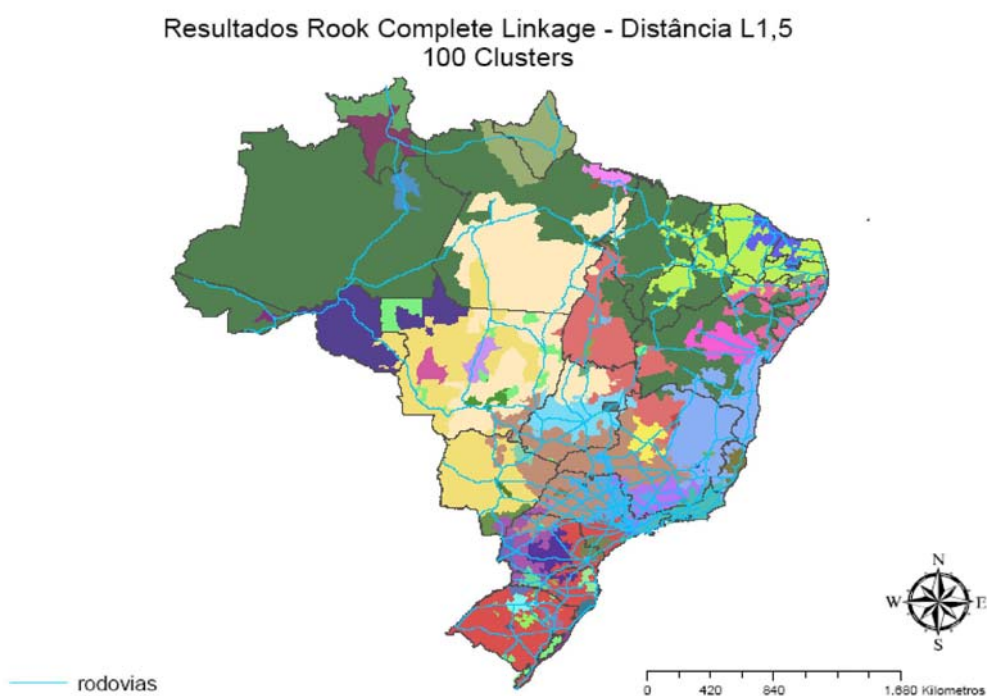 Resultados Rook Complete Linkage - Distância L1,5
100 Clusters
N
W E
S
rodovias
0 420 840 1.680 Kilometros